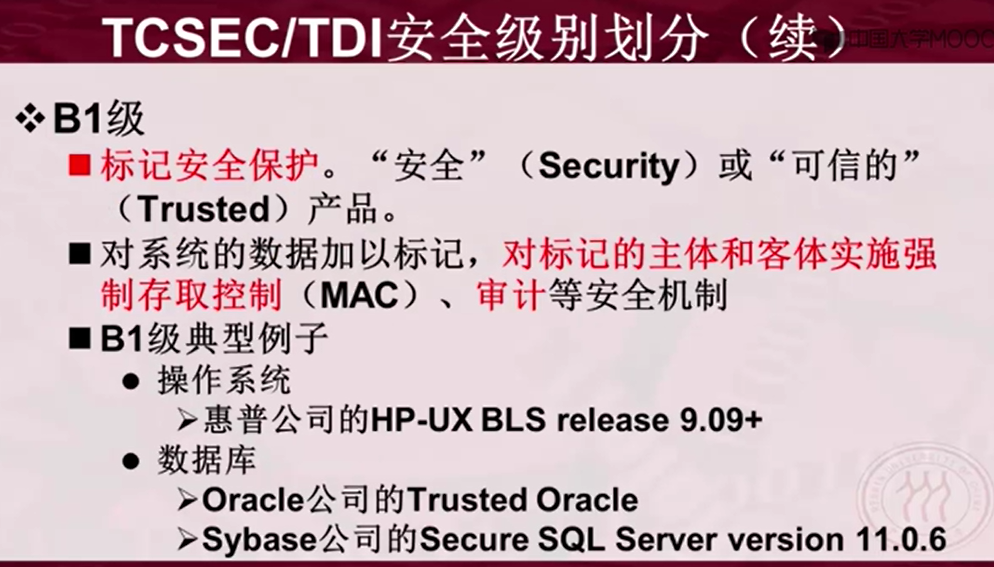 TCSEC/TDI安全级别划分（续）
中国大学MOOC
❖B1级
■标记安全保护。“安全”（Security）或“可信的”
（Trusted）产品。
■对系统的数据加以标记，对标记的主体和客体实施强
制存取控制（MAC）、审计等安全机制
■B1级典型例子
●操作系统
➢惠普公司的HP-UX BLS release 9.09+
●数据库
➢Oracle公司的Trusted Oracle
➢Sybase公司的Secure SQL Server version 11.0.6